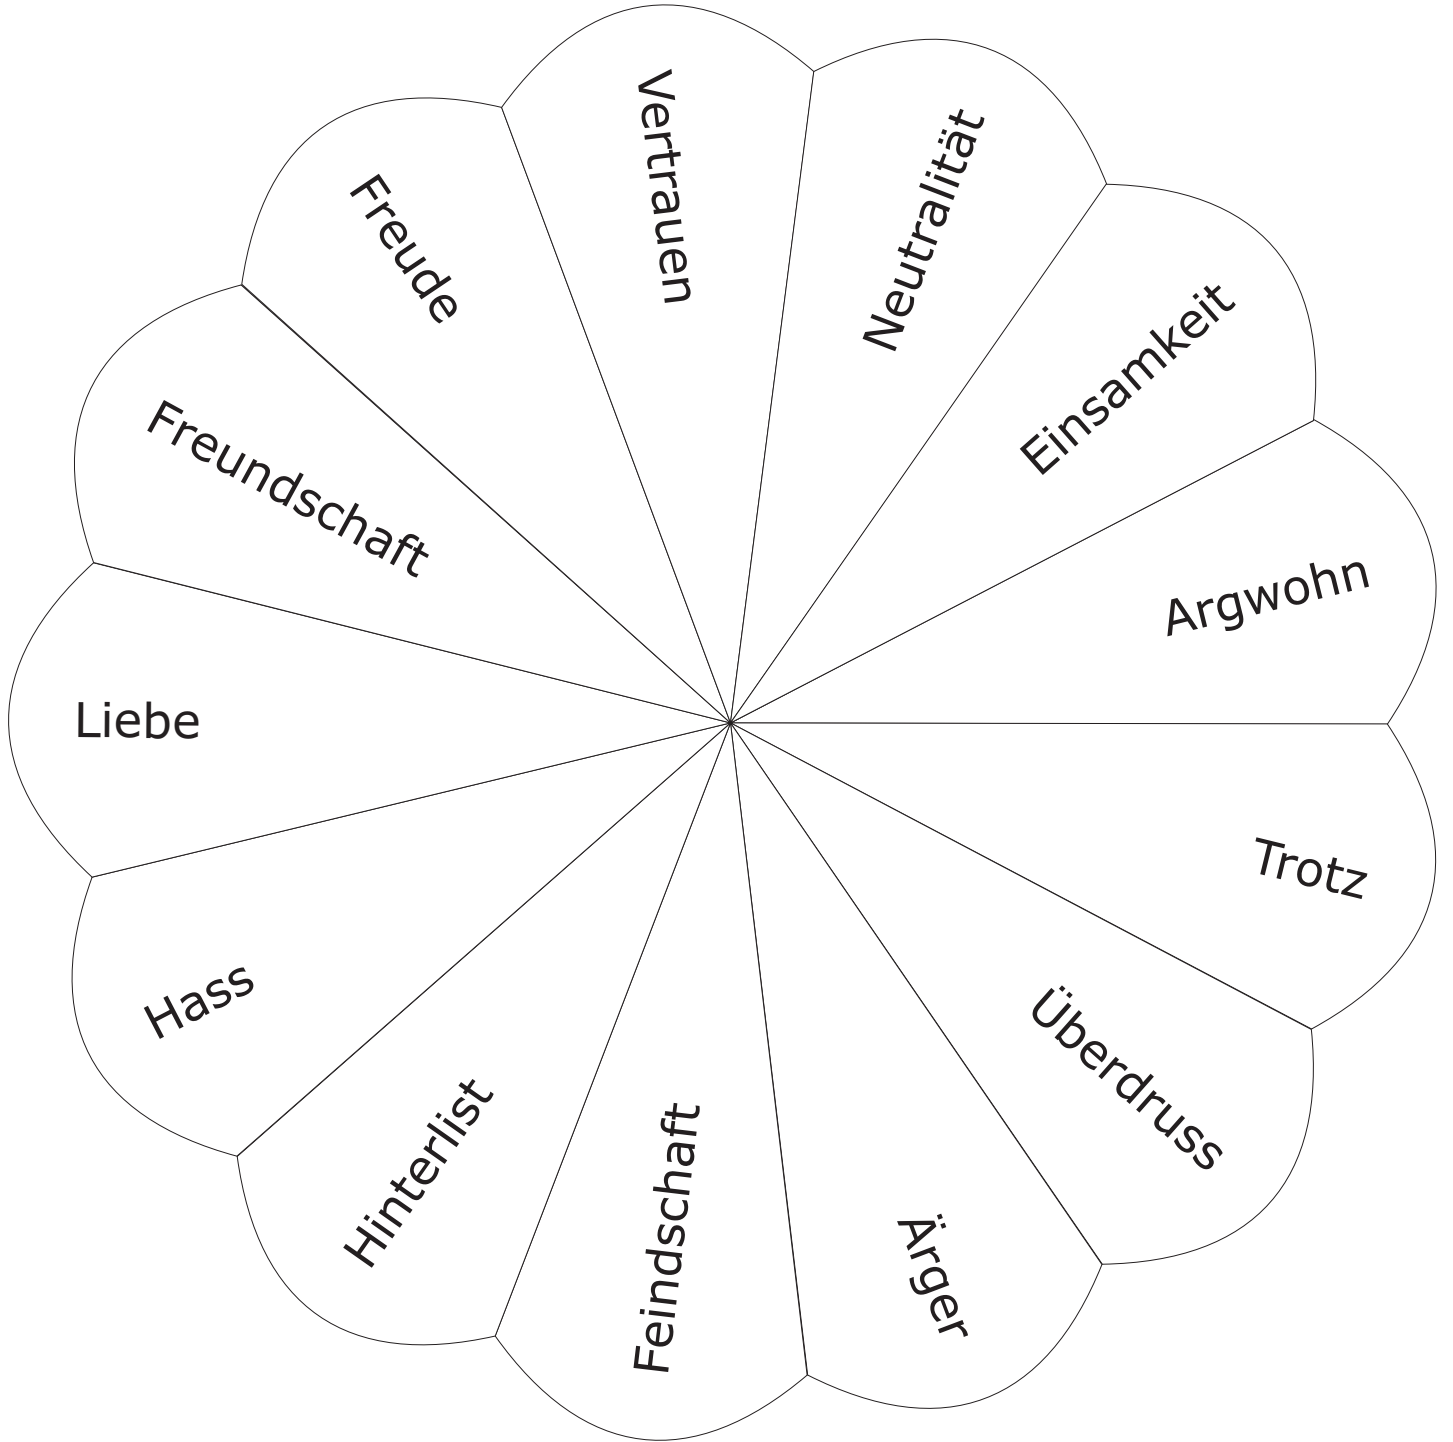 Vertrauen
Neutralität
Einsamkeit
Argwohn
Trotz
Überdruss
Ärger
Feindschaft
Hinterlist
Hass
Liebe
Freundschaft
Freude